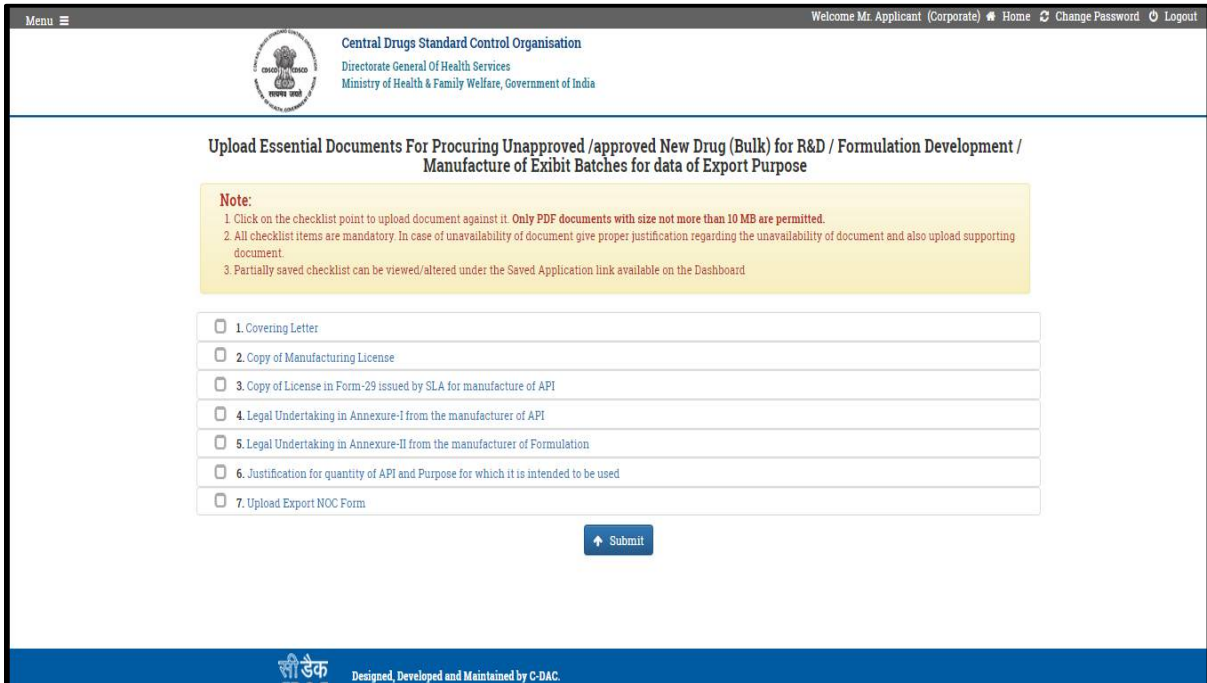 Menu
Welcome Mr. Applicant (Corporate) Home Change Password Logout
CDSCO CDSCO
सत्यमेव जयते
Central Drugs Standard Control Organisation
Directorate General Of Health Services
Ministry of Health & Family Welfare, Government of India
Upload Essential Documents For Procuring Unapproved /approved New Drug (Bulk) for R&D / Formulation Development /
Manufacture of Exibit Batches for data of Export Purpose
Note:
1. Click on the checklist point to upload document against it. Only PDF documents with size not more than 10 MB are permitted.
2. All checklist items are mandatory. In case of unavailability of document give proper justification regarding the unavailability of document and also upload supporting
document.
3. Partially saved checklist can be viewed/altered under the Saved Application link available on the Dashboard
1. Covering Letter
2. Copy of Manufacturing License
3. Copy of License in Form-29 issued by SLA for manufacture of API
4. Legal Undertaking in Annexure-I from the manufacturer of API
5. Legal Undertaking in Annexure-II from the manufacturer of Formulation
6. Justification for quantity of API and Purpose for which it is intended to be used
7. Upload Export NOC Form
Submit
सी डैक
Designed, Developed and Maintained by C-DAC.